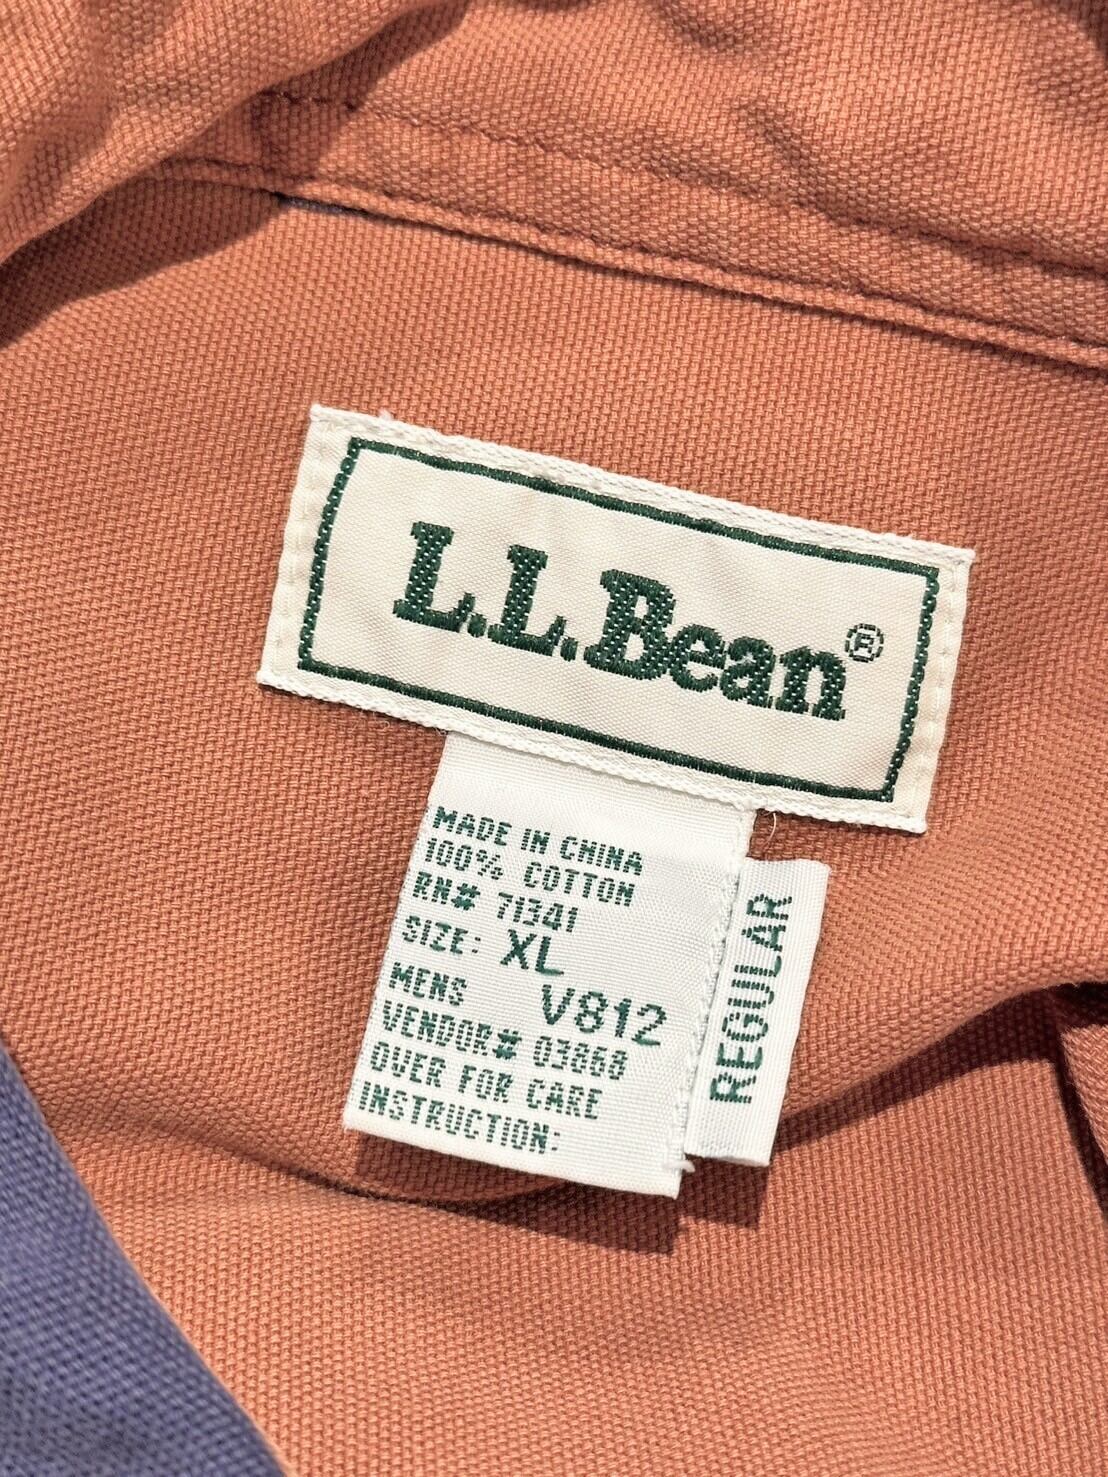 L.L.Bean®
MADE IN CHINA
100% COTTON
RN# 71341
SIZE: XL
MENS V812
VENDOR# 03868
OVER FOR CARE
INSTRUCTION:
REGULAR